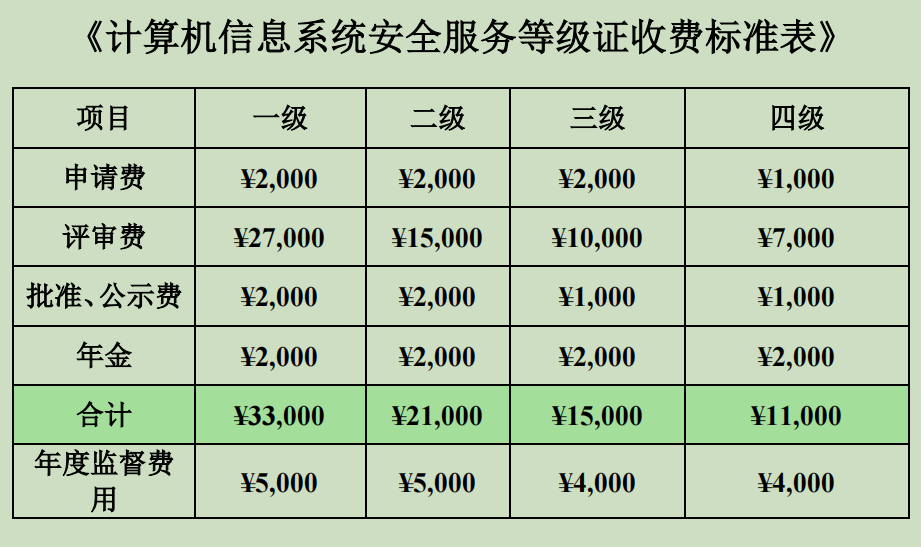 《计算机信息系统安全服务等级证收费标准表》
项目 一级 二级 三级 四级
申请费 ¥2,000 ¥2,000 ¥2,000 ¥1,000
评审费 ¥27,000 ¥15,000 ¥10,000 ¥7,000
批准、公示费 ¥2,000 ¥2,000 ¥1,000 ¥1,000
年金 ¥2,000 ¥2,000 ¥2,000 ¥2,000
合计 ¥33,000 ¥21,000 ¥15,000 ¥11,000
年度监督费
用 ¥5,000 ¥5,000 ¥4,000 ¥4,000